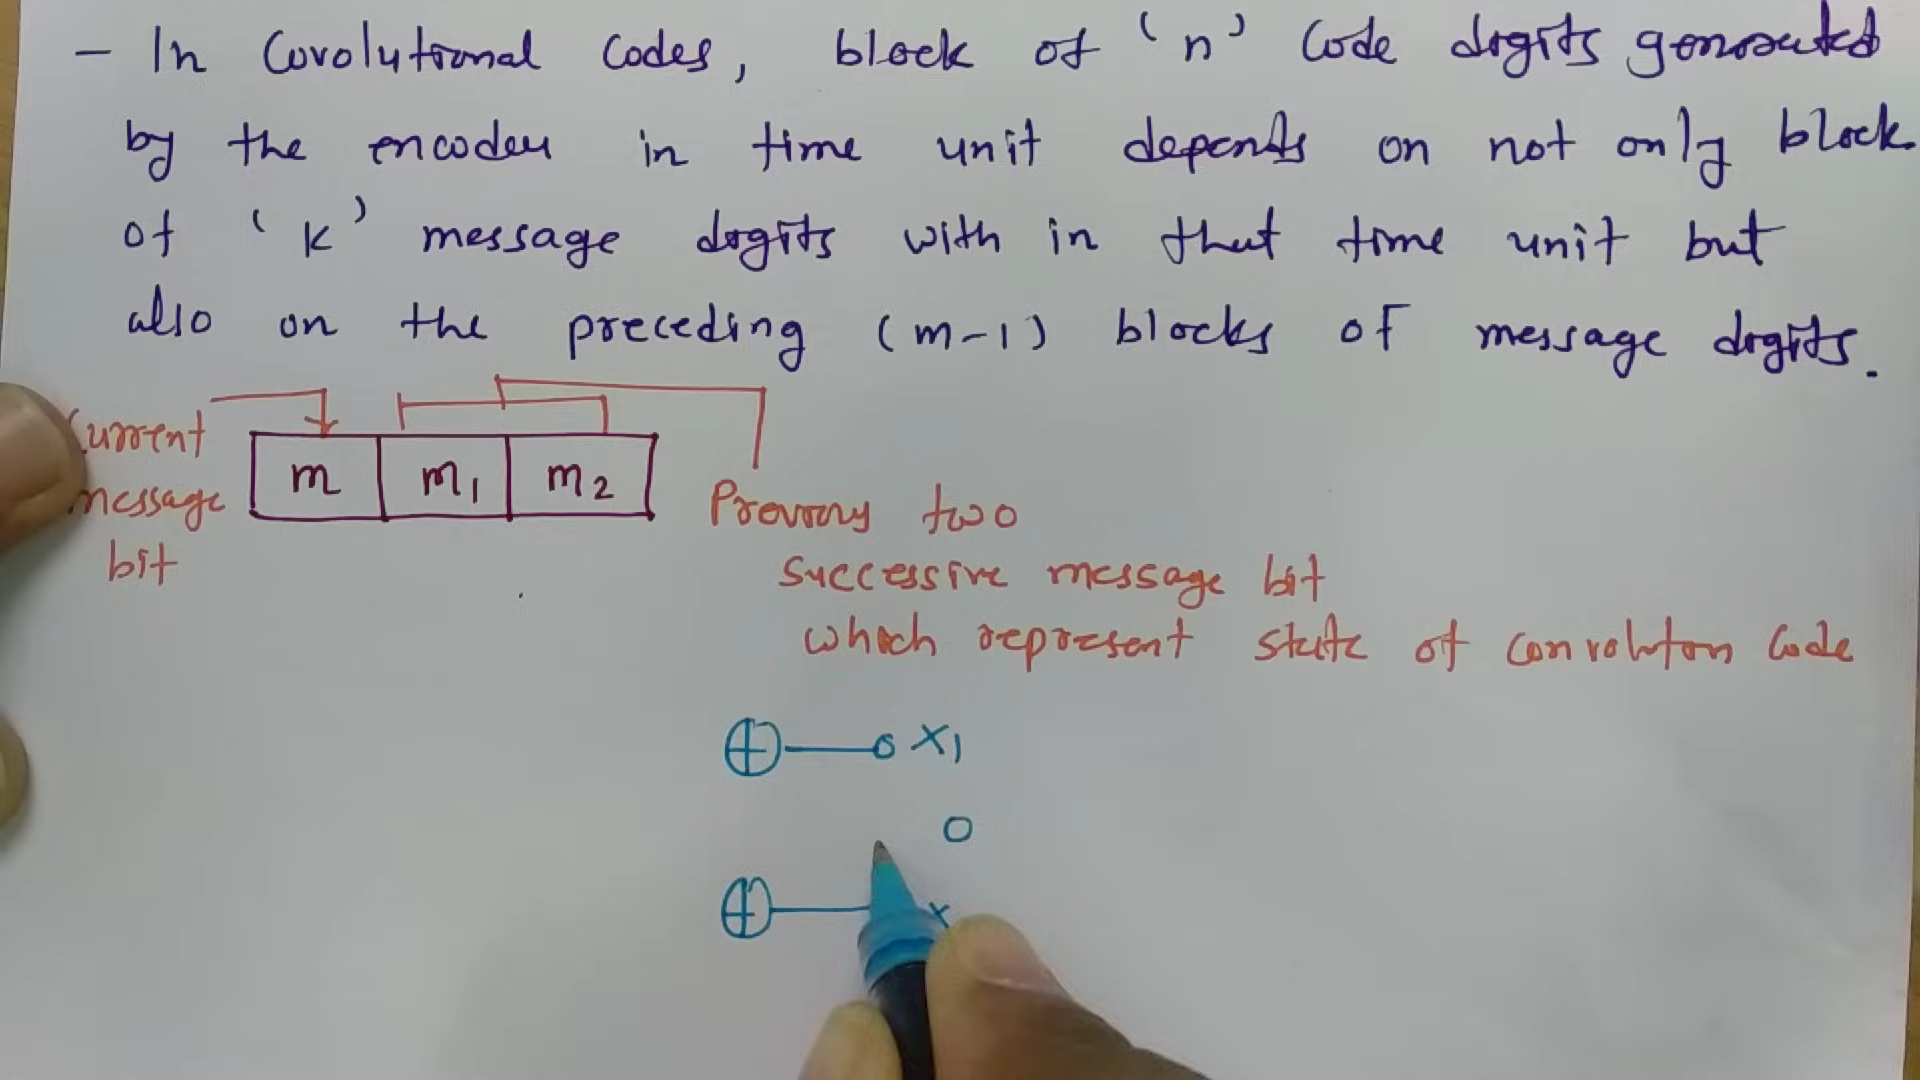 - In Covolutional Codes, block of 'n' Code digits generated
by the encoder in time unit depends on not only block
of 'k' message digits with in that time unit but
also on the preceding (m-1) blocks of message digits.
Current
message
bit
m m1 m2
Previous two
successive message bit
which represent state of convolution Code
x1
0
x